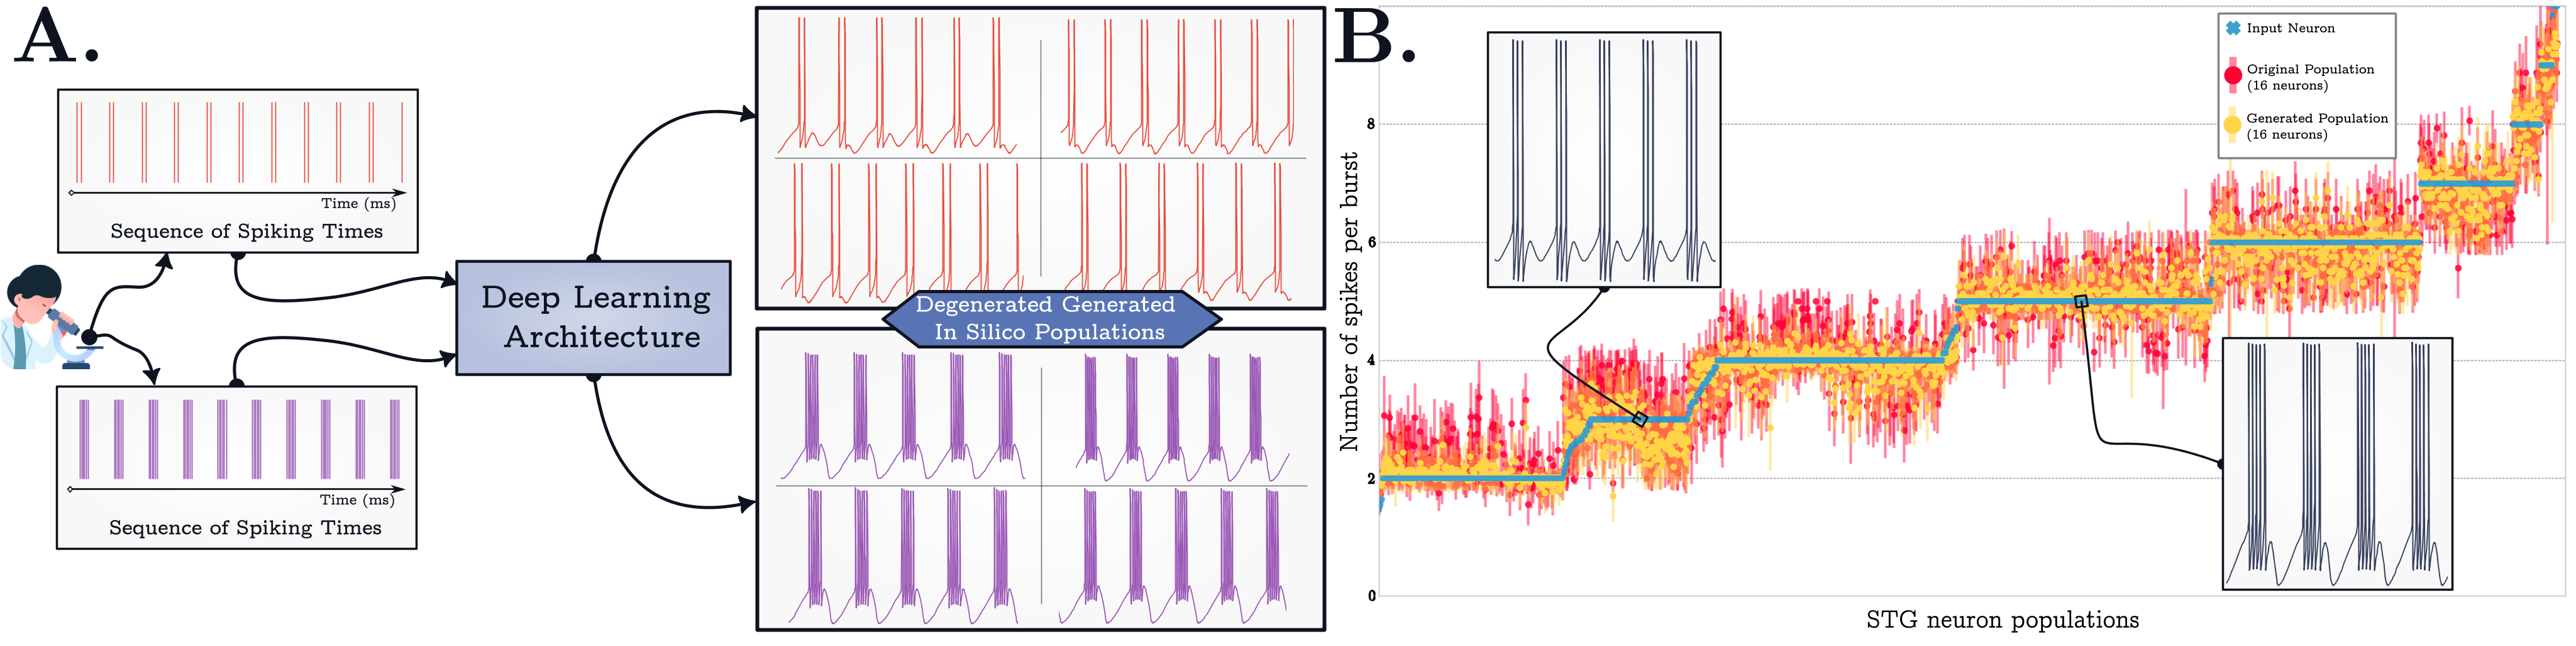 A.
Time (ms)
Sequence of Spiking Times
Deep Learning
Architecture
Time (ms)
Sequence of Spiking Times
Degenerated Generated
In Silico Populations
B.
Input Neuron
Original Population
(16 neurons)
Generated Population
(16 neurons)
Number of spikes per burst
8
6
4
2
0
STG neuron populations